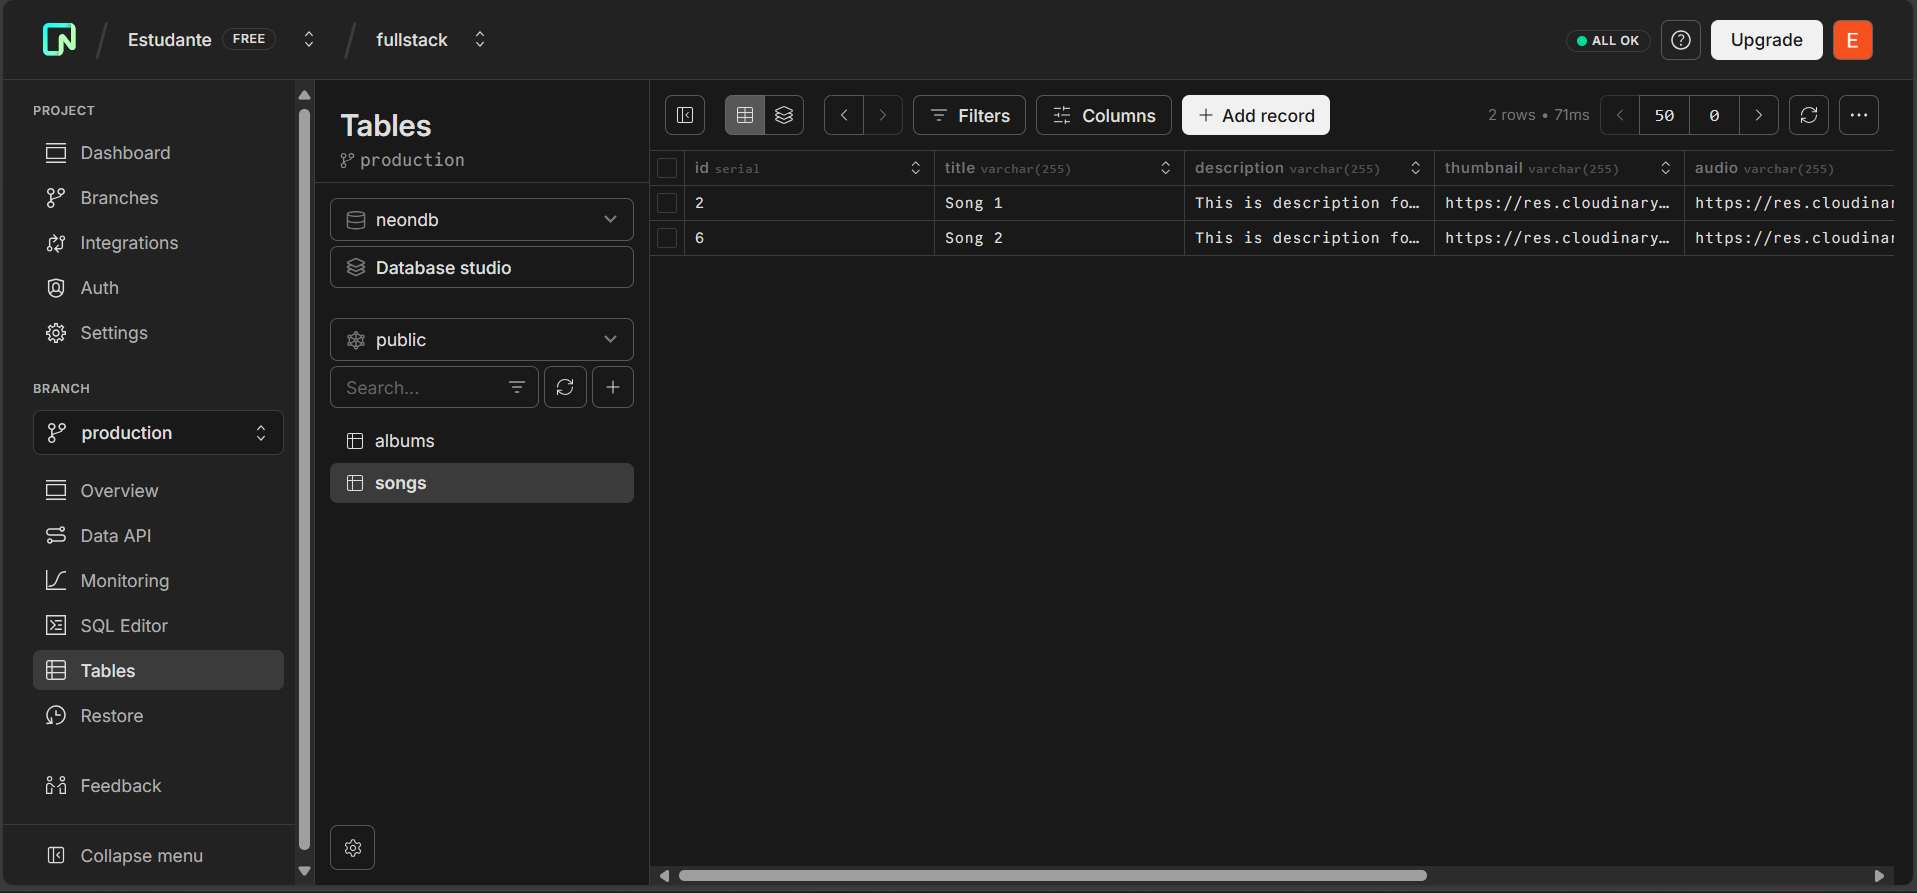 Estudante FREE fullstack ALL OK Upgrade E
PROJECT
Dashboard
Branches
Integrations
Auth
Settings
BRANCH
production
Overview
Data API
Monitoring
SQL Editor
Tables
Restore
Feedback
Collapse menu
Tables
production
neondb
Database studio
public
Search...
albums
songs
Filters Columns Add record 2 rows • 71ms 50 0
id serial title varchar(255) description varchar(255) thumbnail varchar(255) audio varchar(255)
2 Song 1 This is description fo… https://res.cloudinary… https://res.cloudinar
6 Song 2 This is description fo… https://res.cloudinary… https://res.cloudinar